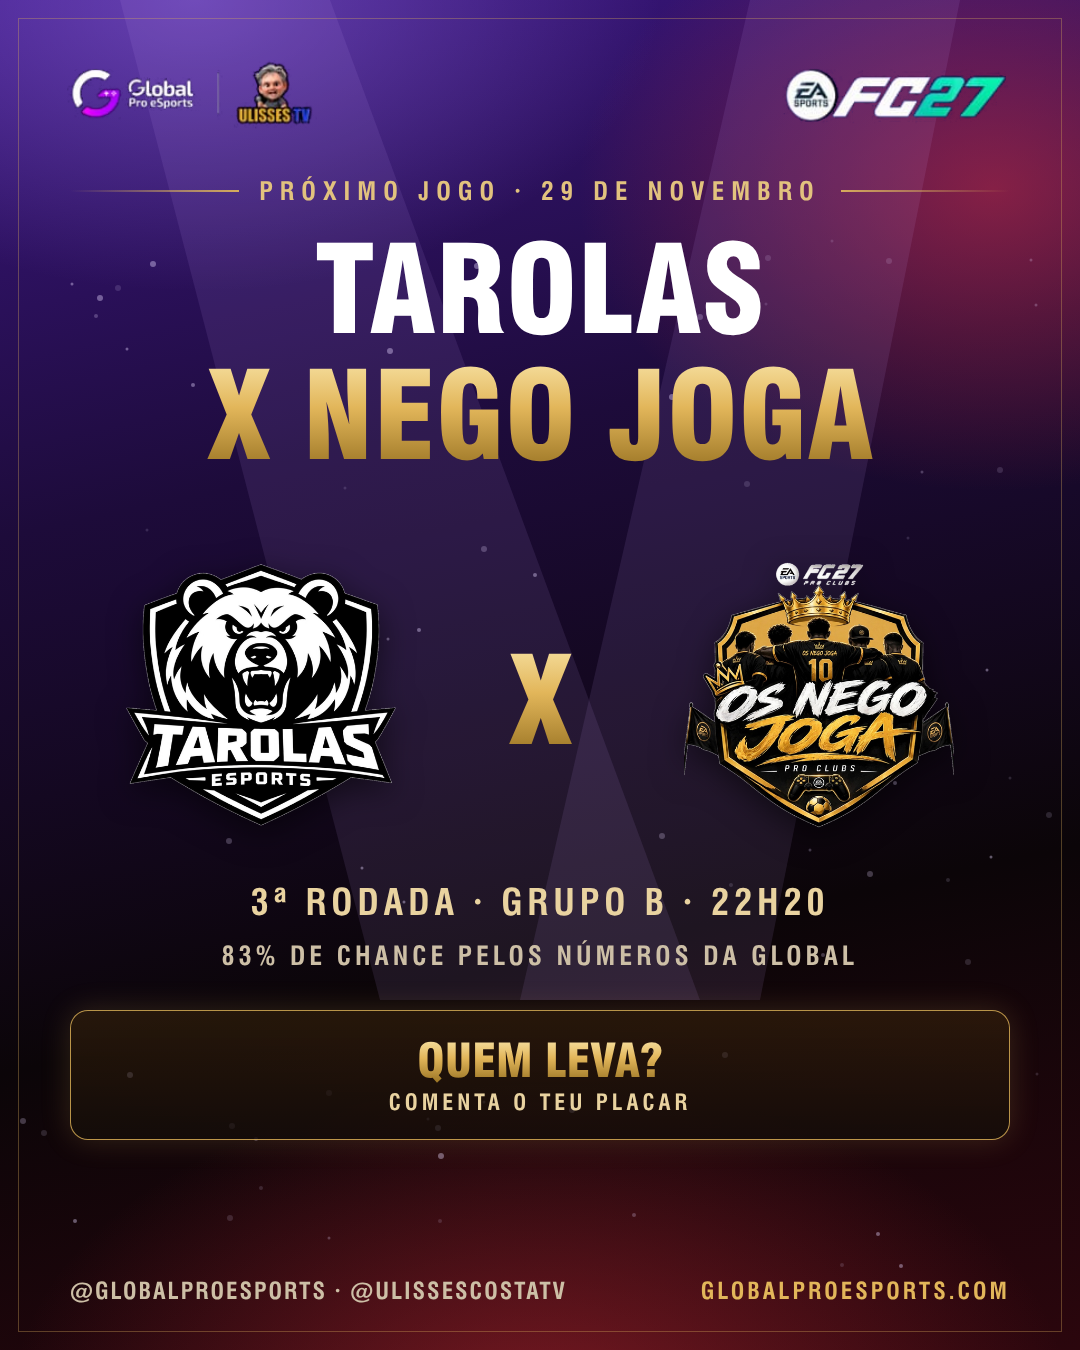 Global
Pro eSports
ULISSES TV
EA
SPORTS
FC27
PRÓXIMO JOGO · 29 DE NOVEMBRO
TAROLAS
X NEGO JOGA
TAROLAS
ESPORTS
X
EA
SPORTS
FC27
PRO CLUBS
OS NEGO JOGA
10
OS NEGO
JOGA
PRO CLUBS
3ª RODADA · GRUPO B · 22H20
83% DE CHANCE PELOS NÚMEROS DA GLOBAL
QUEM LEVA?
COMENTA O TEU PLACAR
@GLOBALPROESPORTS · @ULISSESCOSTATV
GLOBALPROESPORTS.COM